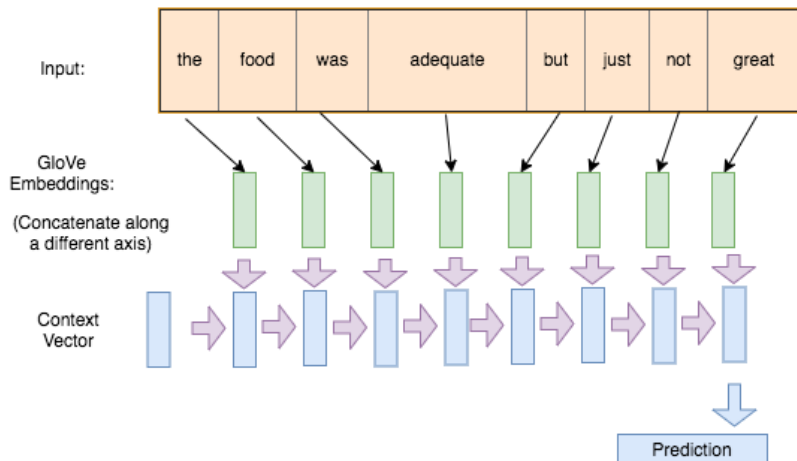 Input:
the food was adequate but just not great
GloVe
Embeddings:
(Concatenate along
a different axis)
Context
Vector
Prediction